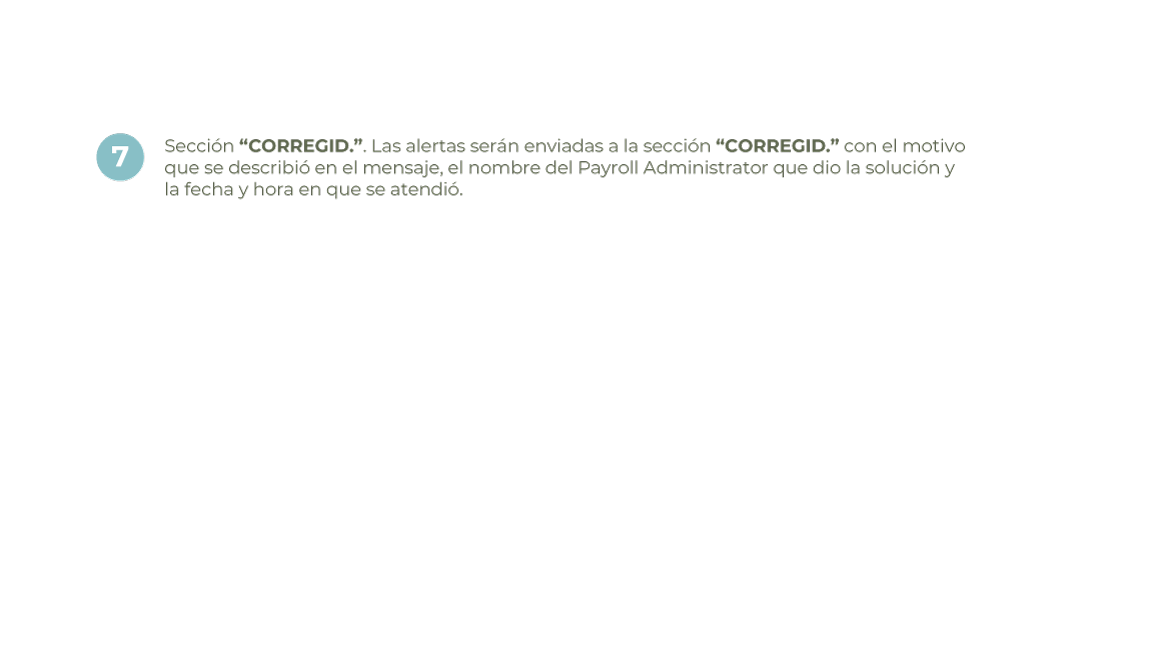 7
Sección “CORREGID.”. Las alertas serán enviadas a la sección “CORREGID.” con el motivo
que se describió en el mensaje, el nombre del Payroll Administrator que dio la solución y
la fecha y hora en que se atendió.